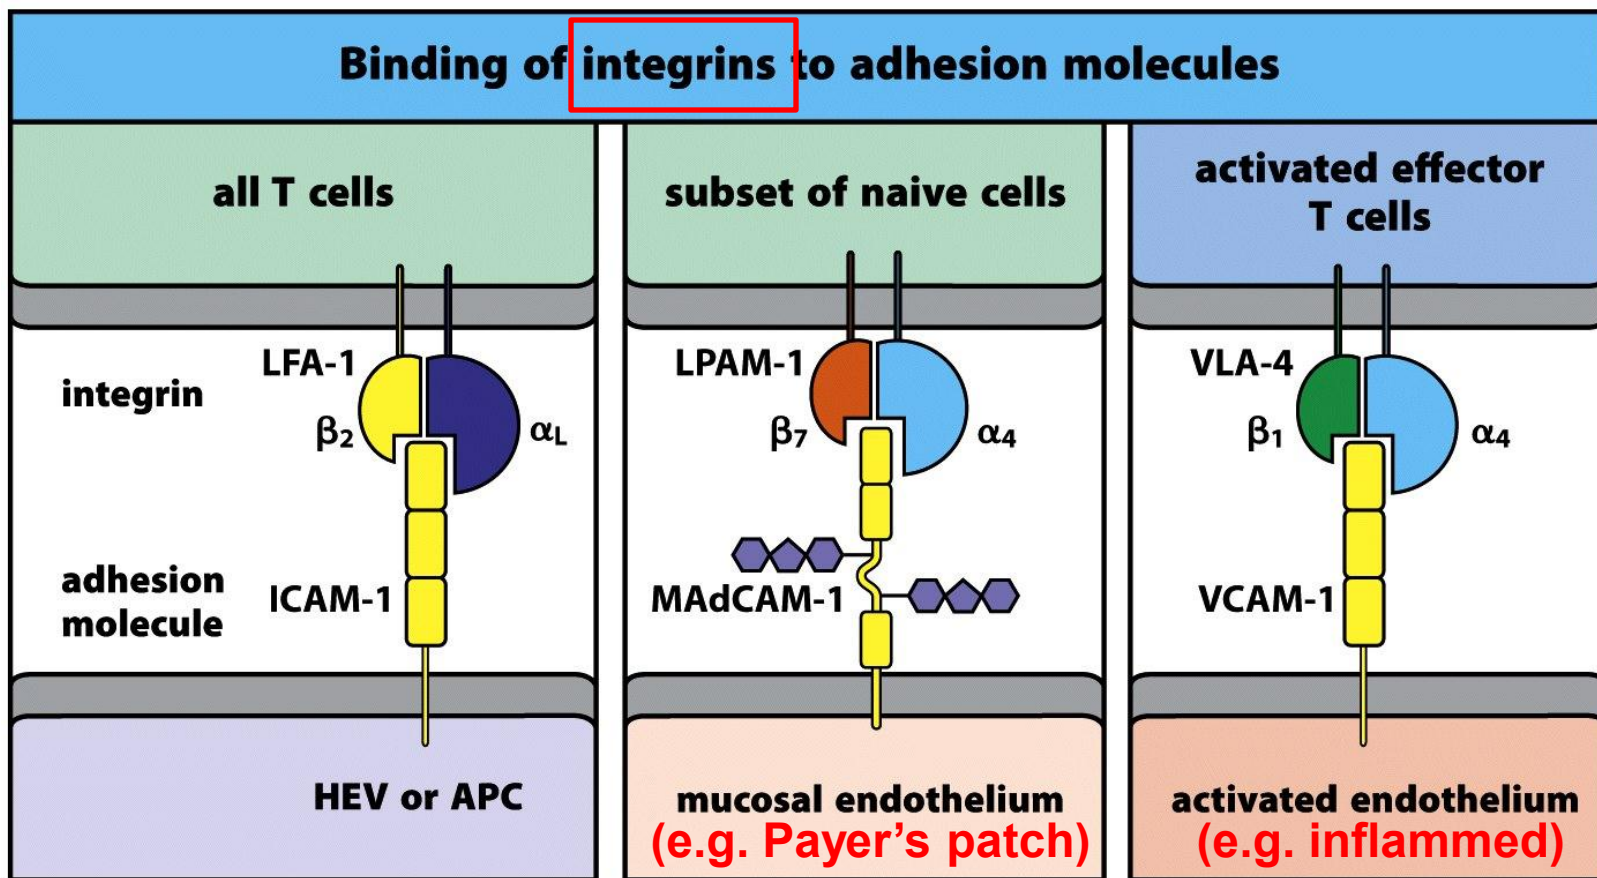 Binding of integrins to adhesion molecules
all T cells
subset of naive cells
activated effector
T cells
integrin
LFA-1
β2
αL
LPAM-1
β7
α4
VLA-4
β1
α4
adhesion
molecule
ICAM-1
MAdCAM-1
VCAM-1
HEV or APC
mucosal endothelium
(e.g. Payer’s patch)
activated endothelium
(e.g. inflammed)